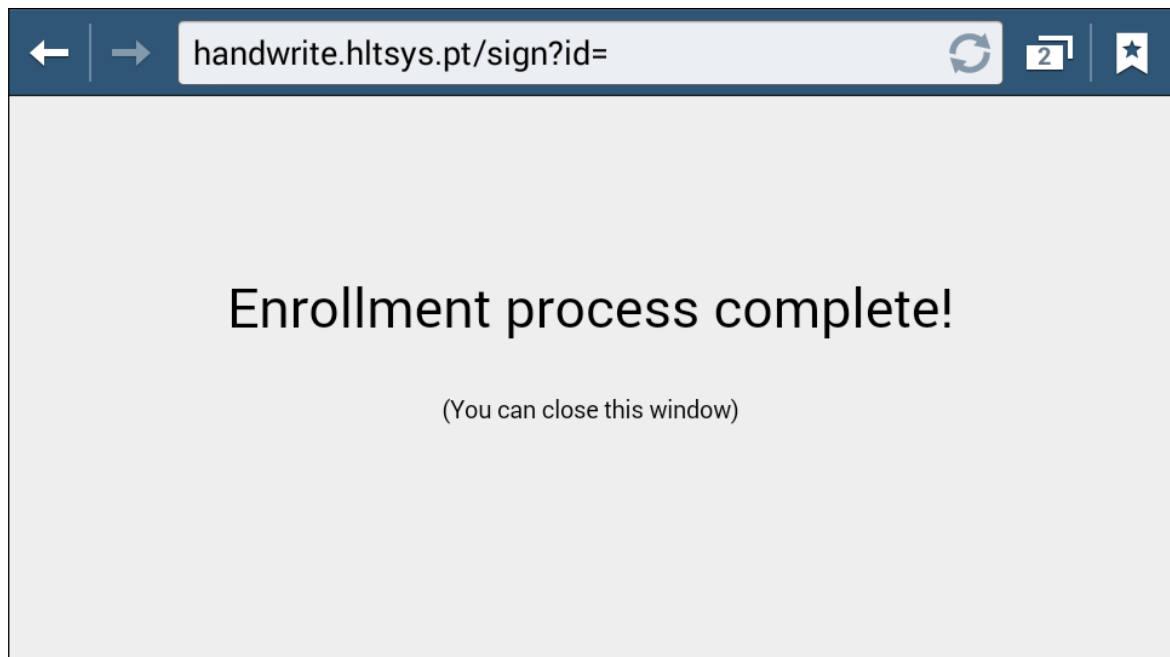 handwrite.hltsys.pt/sign?id=
2
Enrollment process complete!
(You can close this window)